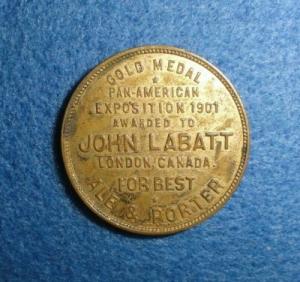 GOLD MEDAL
PAN-AMERICAN
EXPOSITION 1901
AWARDED TO
JOHN LABATT
LONDON, CANADA.
FOR BEST
ALE & PORTER